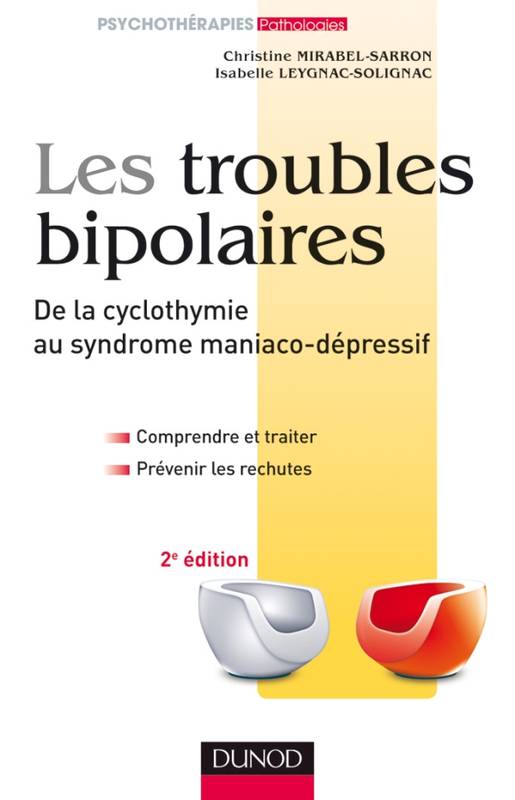 PSYCHOTHÉRAPIES Pathologies
Christine MIRABEL-SARRON
Isabelle LEYGNAC-SOLIGNAC
Les troubles
bipolaires
De la cyclothymie
au syndrome maniaco-dépressif
Comprendre et traiter
Prévenir les rechutes
2e édition
DUNOD